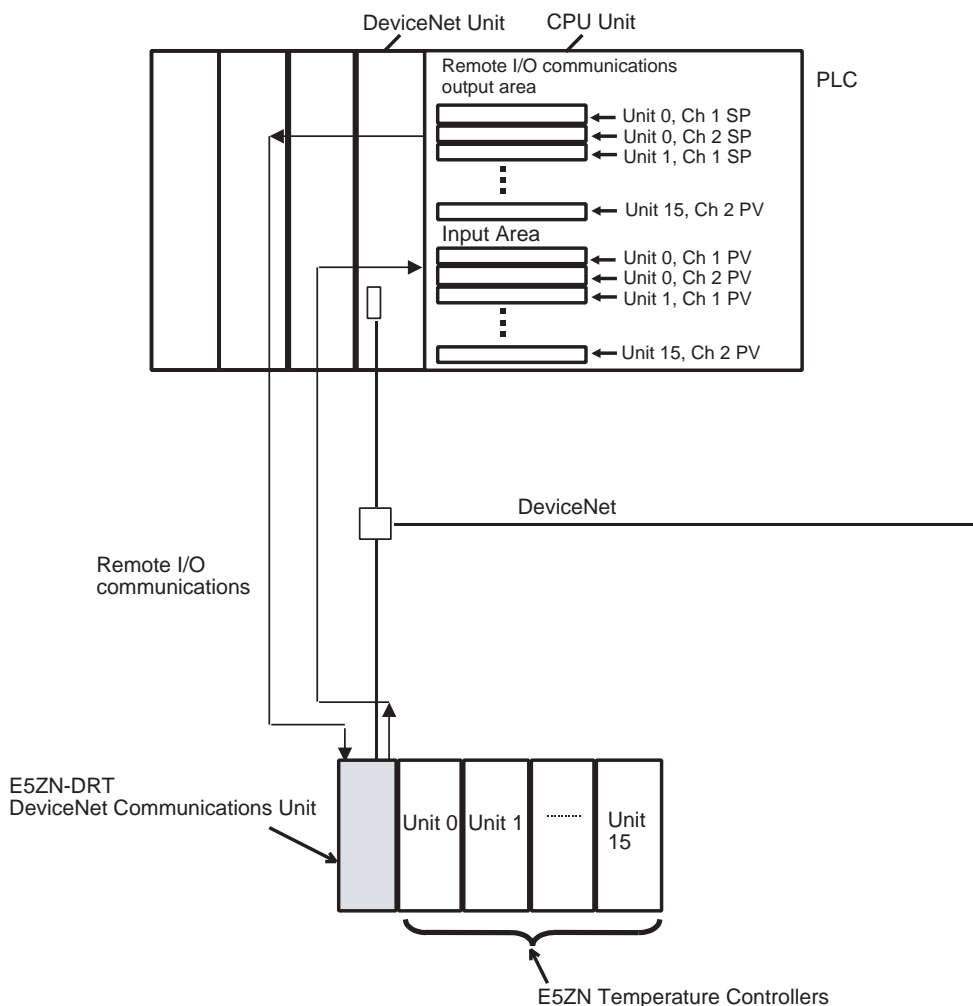 DeviceNet Unit
CPU Unit
PLC
Remote I/O communications
output area
Unit 0, Ch 1 SP
Unit 0, Ch 2 SP
Unit 1, Ch 1 SP
Unit 15, Ch 2 PV
Input Area
Unit 0, Ch 1 PV
Unit 0, Ch 2 PV
Unit 1, Ch 1 PV
Unit 15, Ch 2 PV
DeviceNet
Remote I/O
communications
E5ZN-DRT
DeviceNet Communications Unit
Unit 0
Unit 1
Unit
15
E5ZN Temperature Controllers